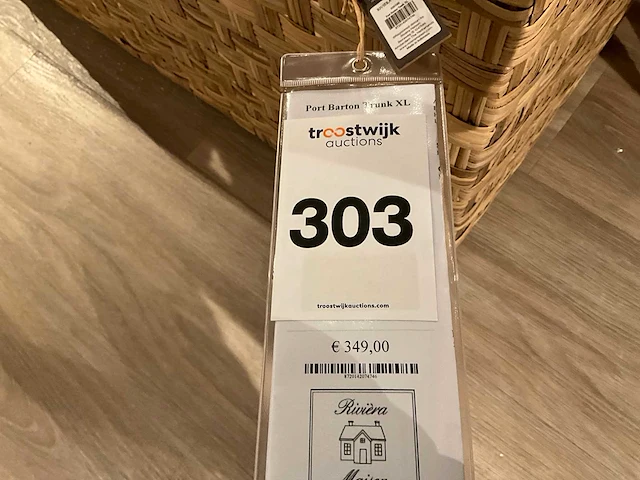 Port Barton Trunk XL
troostwijk
auctions
303
troostwijkauctions.com
€ 349,00
Rivièra
Maison